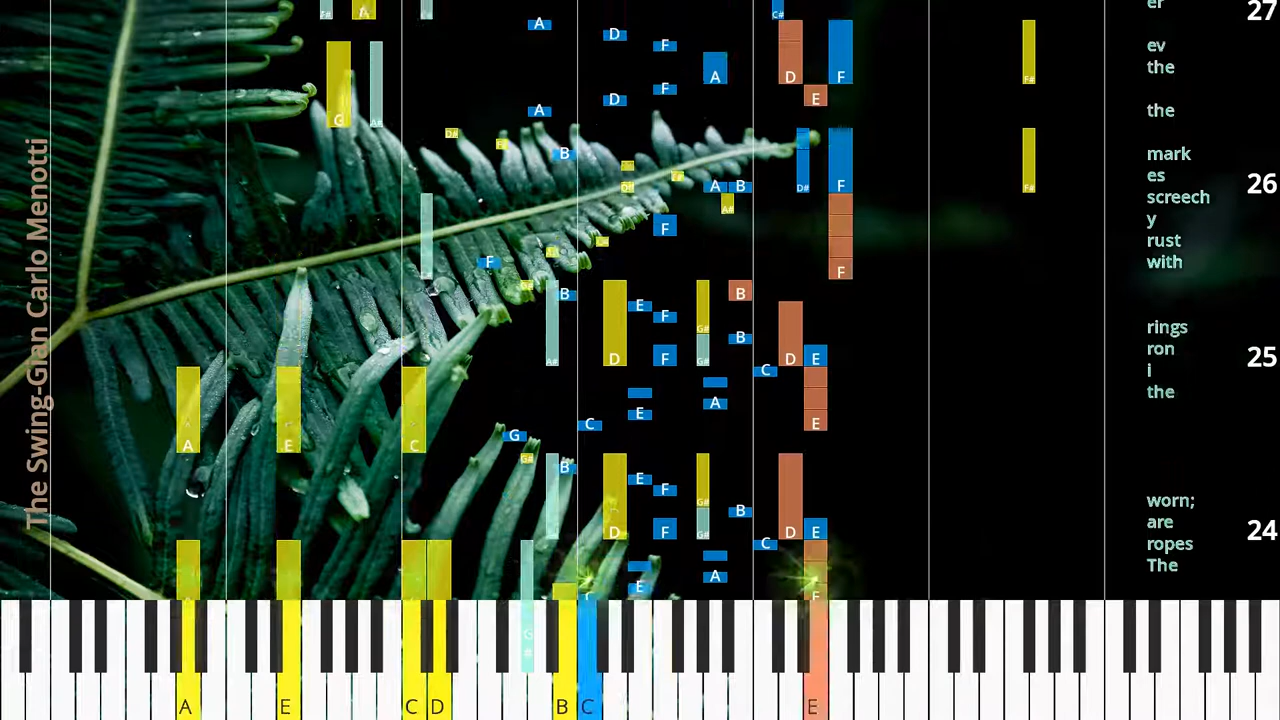 The Swing-Gian Carlo Menotti
er
27
ev
the
the
mark
es
26
screech
y
rust
with
rings
ron
25
i
the
worn;
are
24
ropes
The
A
D
F
C#
A
D
F
F#
G
A#
A
D
F
E
D#
B
A
B
D#
F
F#
A#
F
F
F
B
E
F
B
A#
D
F
G#
G#
B
D
E
C
A
E
C
E
A
E
C
G
G#
B
E
F
B
A#
D
F
G#
G#
D
E
C
A
E
G#
A
E
C
D
B
C
E